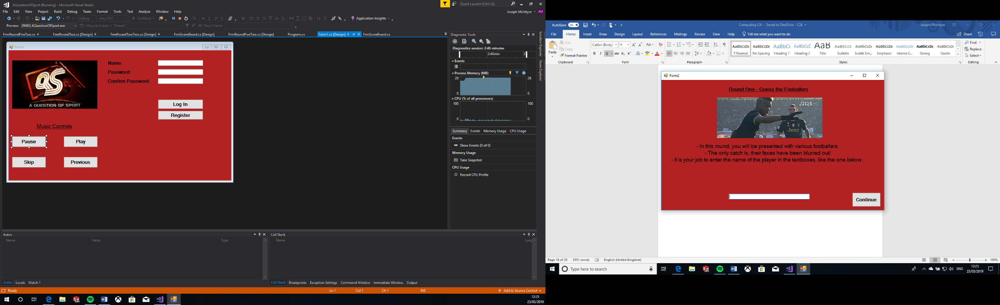 AQuestionOfSport (Running) - Microsoft Visual Studio
Quick Launch (Ctrl+Q)
File Edit View Project Build Debug Team Format Tools Test Analyze Window Help
Joseph McIntyre JM
Debug Any CPU Continue Application Insights
Process: [9680] AQuestionOfSport.exe Lifecycle Events Thread: Stack Frame:
FrmRoundFiveTwo.cs FrmRoundTwo.cs [Design] FrmRoundTwoTwo.cs [Design] FrmScoreBoard.cs [Design] FrmRoundFiveTwo.cs [Design] Program.cs Form1.cs [Design] FrmScoreBoard.cs
Form1
AQS
A QUESTION OF SPORT
Name:
Password:
Confirm Password:
Log In
Register
Music Controls
Pause Play
Skip Previous
Diagnostic Tools
Diagnostics session: 2:46 minutes
2:40min 2
Events
Process Memory (MB)
28 28
0 0
CPU (% of all processors)
100 100
0 0
Summary Events Memory Usage CPU Usage
Events
Show Events (0 of 0)
Memory Usage
Take Snapshot
CPU Usage
Record CPU Profile
Solution Explorer
Team Explorer
Autos
Name Value Type
Autos Locals Watch 1
Call Stack
Name Lang
Call Stack Breakpoints Exception Settings Command Window Immediate Window Output
Ready Ln 1 Col 1 Ch 1 INS Add to Source Control
12:25
23/03/2019
AutoSave On Computing CA - Saved to OneDrive - C2k Joseph McIntyre
File Home Insert Draw Design Layout References Mailings Review View Help Tell me what you want to do Share
Paste Cut Copy Format Painter
Clipboard
Calibri (Body) 11
B I U abc
Font
Paragraph
AaBbCcDc AaBbCcDc AaBbCc AaBbCcC AaB AaBbCcC AaBbCcDc AaBbCcDc AaBbCcDc AaBbCcDc AaBbCcDc
¶ Normal No Spacing Heading 1 Heading 2 Title Subtitle Subtle Em... Emphasis Intense E... Strong Quote
Styles
Find
Replace
Select
Editing
Form2
Round One - Guess the Fooballers
J2105HD
Jeep
- In this round, you will be presented with various footballers.
- The only catch is, their faces have been blurred out!
- It is your job to enter the name of the player in the textboxes, like the one below.
Continue
Page 18 of 20 3351 words English (United Kingdom) 100%
Type here to search
ENG
12:25
23/03/2019